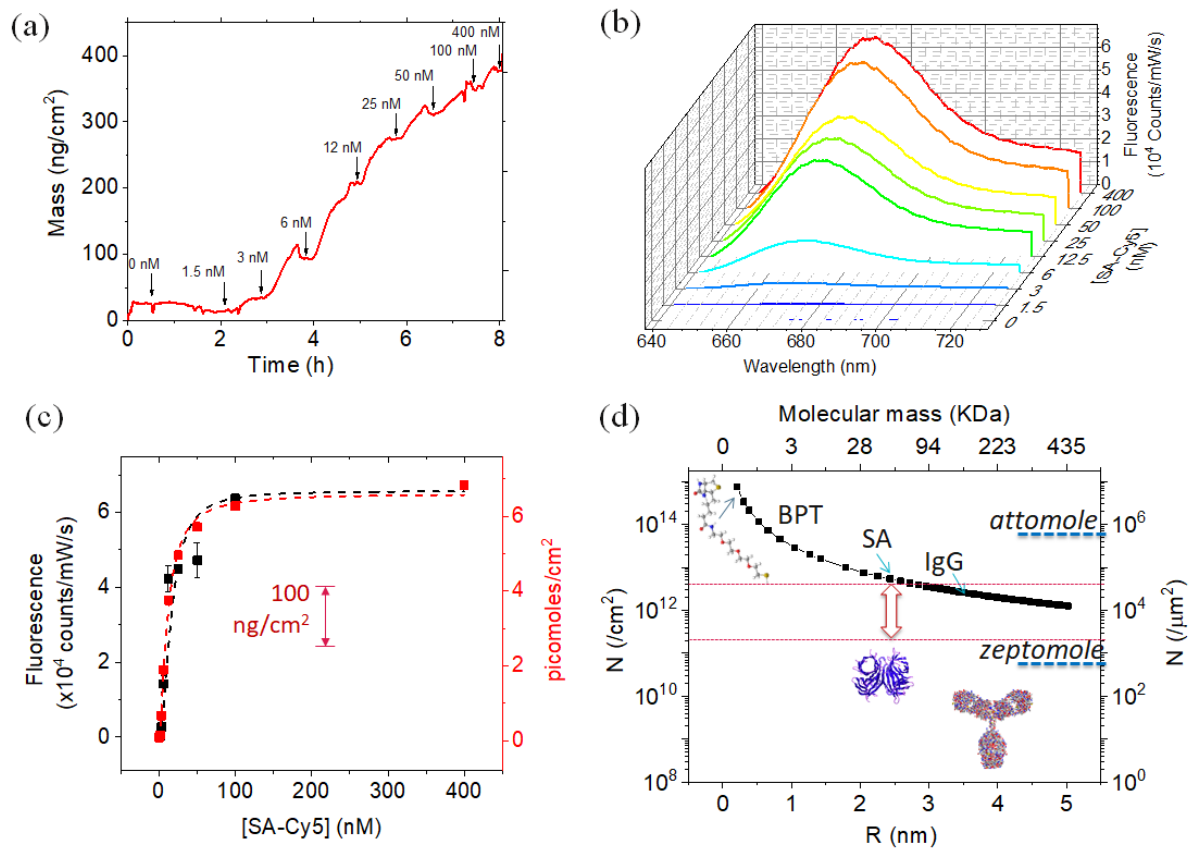 (a)
400
300
200
100
0
Mass (ng/cm²)
0 nM
1.5 nM
3 nM
6 nM
12 nM
25 nM
50 nM
100 nM
400 nM
0 2 4 6 8
Time (h)
(b)
6
5
4
3
2
1
0
Fluorescence
(10⁴ Counts/mW/s)
400
100
50
25
12.5
6
3
1.5
0
[SA-Cy5]
(nM)
640 660 680 700 720
Wavelength (nm)
(c)
6
4
2
0
Fluorescence
(x10⁴ counts/mW/s)
100
ng/cm²
6
4
2
0
picomoles/cm²
0 100 200 300 400
[SA-Cy5] (nM)
(d)
Molecular mass (KDa)
0 3 28 94 223 435
10¹⁴
10¹²
10¹⁰
10⁸
N (/cm²)
BPT
SA
IgG
attomole
zeptomole
10⁶
10⁴
10²
10⁰
N (/µm²)
0 1 2 3 4 5
R (nm)